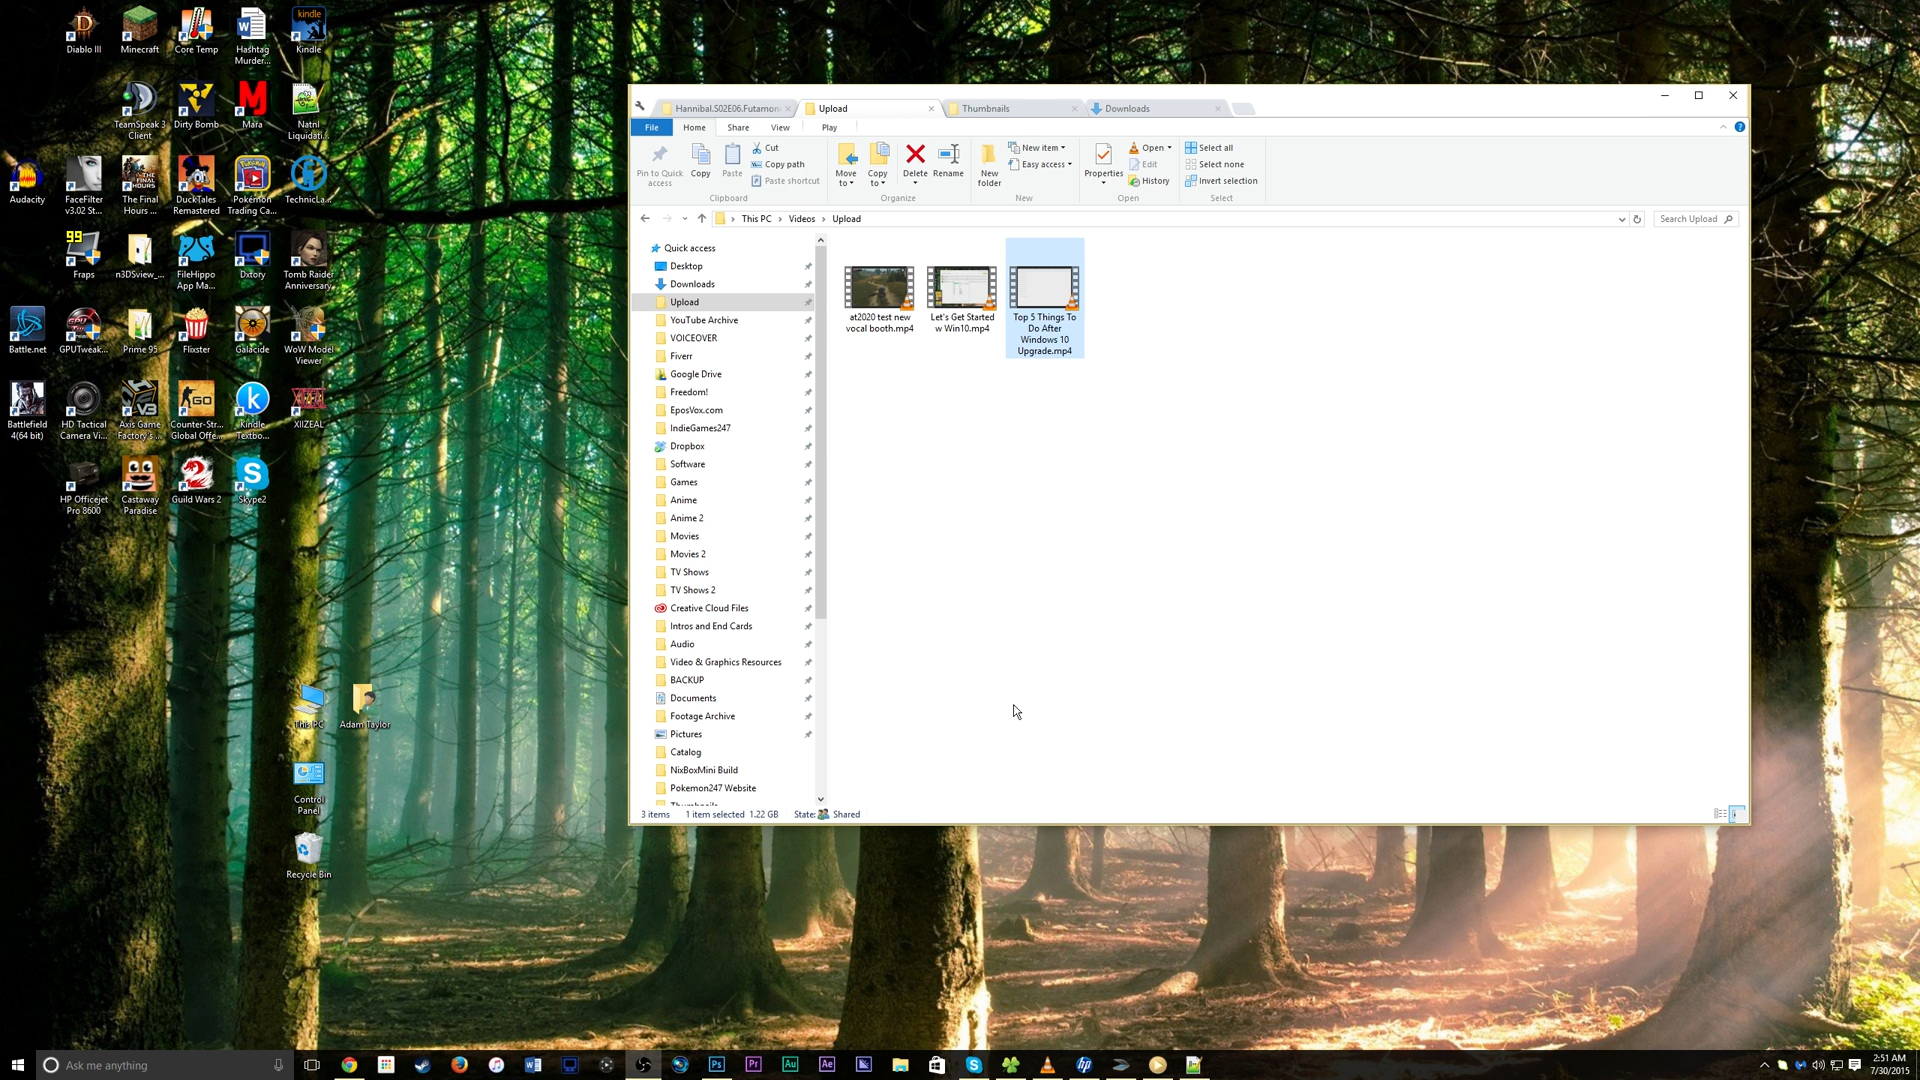 Diablo III
Minecraft
Core Temp
Hashtag
Murder...
kindle
Kindle
TeamSpeak 3
Client
Dirty Bomb
Mara
Natnl
Liquidati...
Audacity
FaceFilter
v3.02 St...
The Final
Hours ...
DuckTales
Remastered
Pokémon
Trading Ca...
TechnicLa...
99
Fraps
n3DSview_...
FileHippo
App Ma...
Dxtory
Tomb Raider
Anniversary
Battle.net
GPUTweak...
Prime 95
Flixster
Galacide
WoW Model
Viewer
Battlefield
4(64 bit)
HD Tactical
Camera Vi...
Axis Game
Factory's ...
Counter-Str...
Global Offe...
Kindle
Textbo...
XIIZEAL
HP Officejet
Pro 8600
Castaway
Paradise
Guild Wars 2
Skype2
This PC
Adam Taylor
Control
Panel
Recycle Bin
Hannibal.S02E06.Futamon
Upload
Thumbnails
Downloads
File
Home
Share
View
Play
Pin to Quick
access
Copy
Paste
Cut
Copy path
Paste shortcut
Clipboard
Move
to
Copy
to
Delete
Rename
Organize
New
folder
New item
Easy access
New
Properties
Open
Edit
History
Open
Select all
Select none
Invert selection
Select
This PC > Videos > Upload
Search Upload
Quick access
Desktop
Downloads
Upload
YouTube Archive
VOICEOVER
Fiverr
Google Drive
Freedom!
EposVox.com
IndieGames247
Dropbox
Software
Games
Anime
Anime 2
Movies
Movies 2
TV Shows
TV Shows 2
Creative Cloud Files
Intros and End Cards
Audio
Video & Graphics Resources
BACKUP
Documents
Footage Archive
Pictures
Catalog
NixBoxMini Build
Pokemon247 Website
Thumbnails
at2020 test new
vocal booth.mp4
Let's Get Started
w Win10.mp4
Top 5 Things To
Do After
Windows 10
Upgrade.mp4
3 items 1 item selected 1.22 GB State: Shared
Ask me anything
2:51 AM
7/30/2015